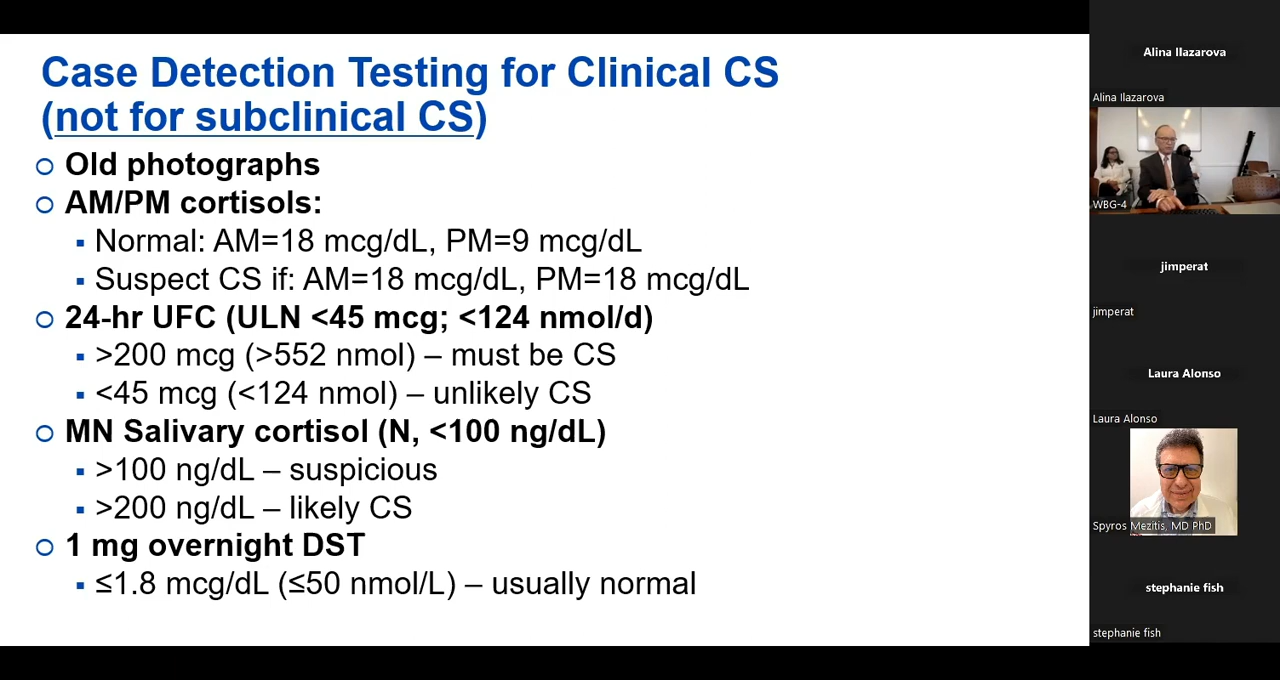 Case Detection Testing for Clinical CS
(not for subclinical CS)
Old photographs
AM/PM cortisols:
Normal: AM=18 mcg/dL, PM=9 mcg/dL
Suspect CS if: AM=18 mcg/dL, PM=18 mcg/dL
24-hr UFC (ULN <45 mcg; <124 nmol/d)
>200 mcg (>552 nmol) – must be CS
<45 mcg (<124 nmol) – unlikely CS
MN Salivary cortisol (N, <100 ng/dL)
>100 ng/dL – suspicious
>200 ng/dL – likely CS
1 mg overnight DST
≤1.8 mcg/dL (≤50 nmol/L) – usually normal
Alina Ilazarova
Alina Ilazarova
WBG-4
jimperat
jimperat
Laura Alonso
Laura Alonso
Spyros Mezitis, MD PhD
stephanie fish
stephanie fish